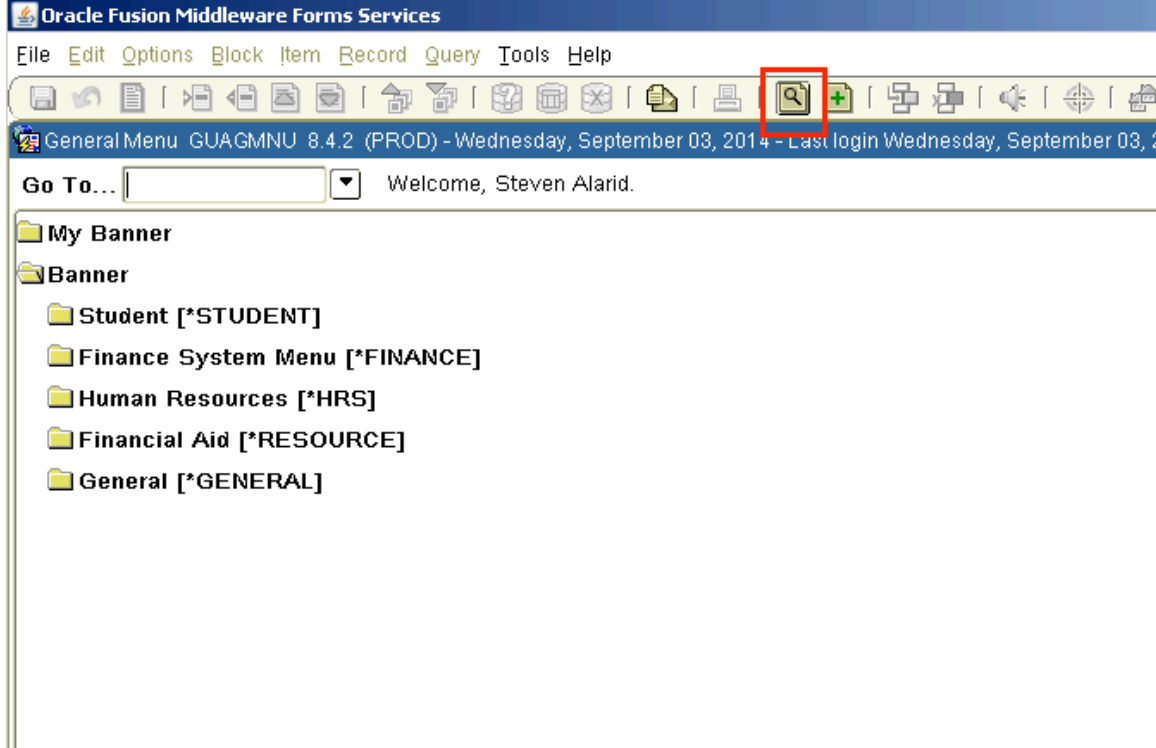 Oracle Fusion Middleware Forms Services
File Edit Options Block Item Record Query Tools Help
General Menu GUAGMNU 8.4.2 (PROD) - Wednesday, September 03, 2014 - Last login Wednesday, September 03, 2
Go To... Welcome, Steven Alarid.
My Banner
Banner
Student [*STUDENT]
Finance System Menu [*FINANCE]
Human Resources [*HRS]
Financial Aid [*RESOURCE]
General [*GENERAL]